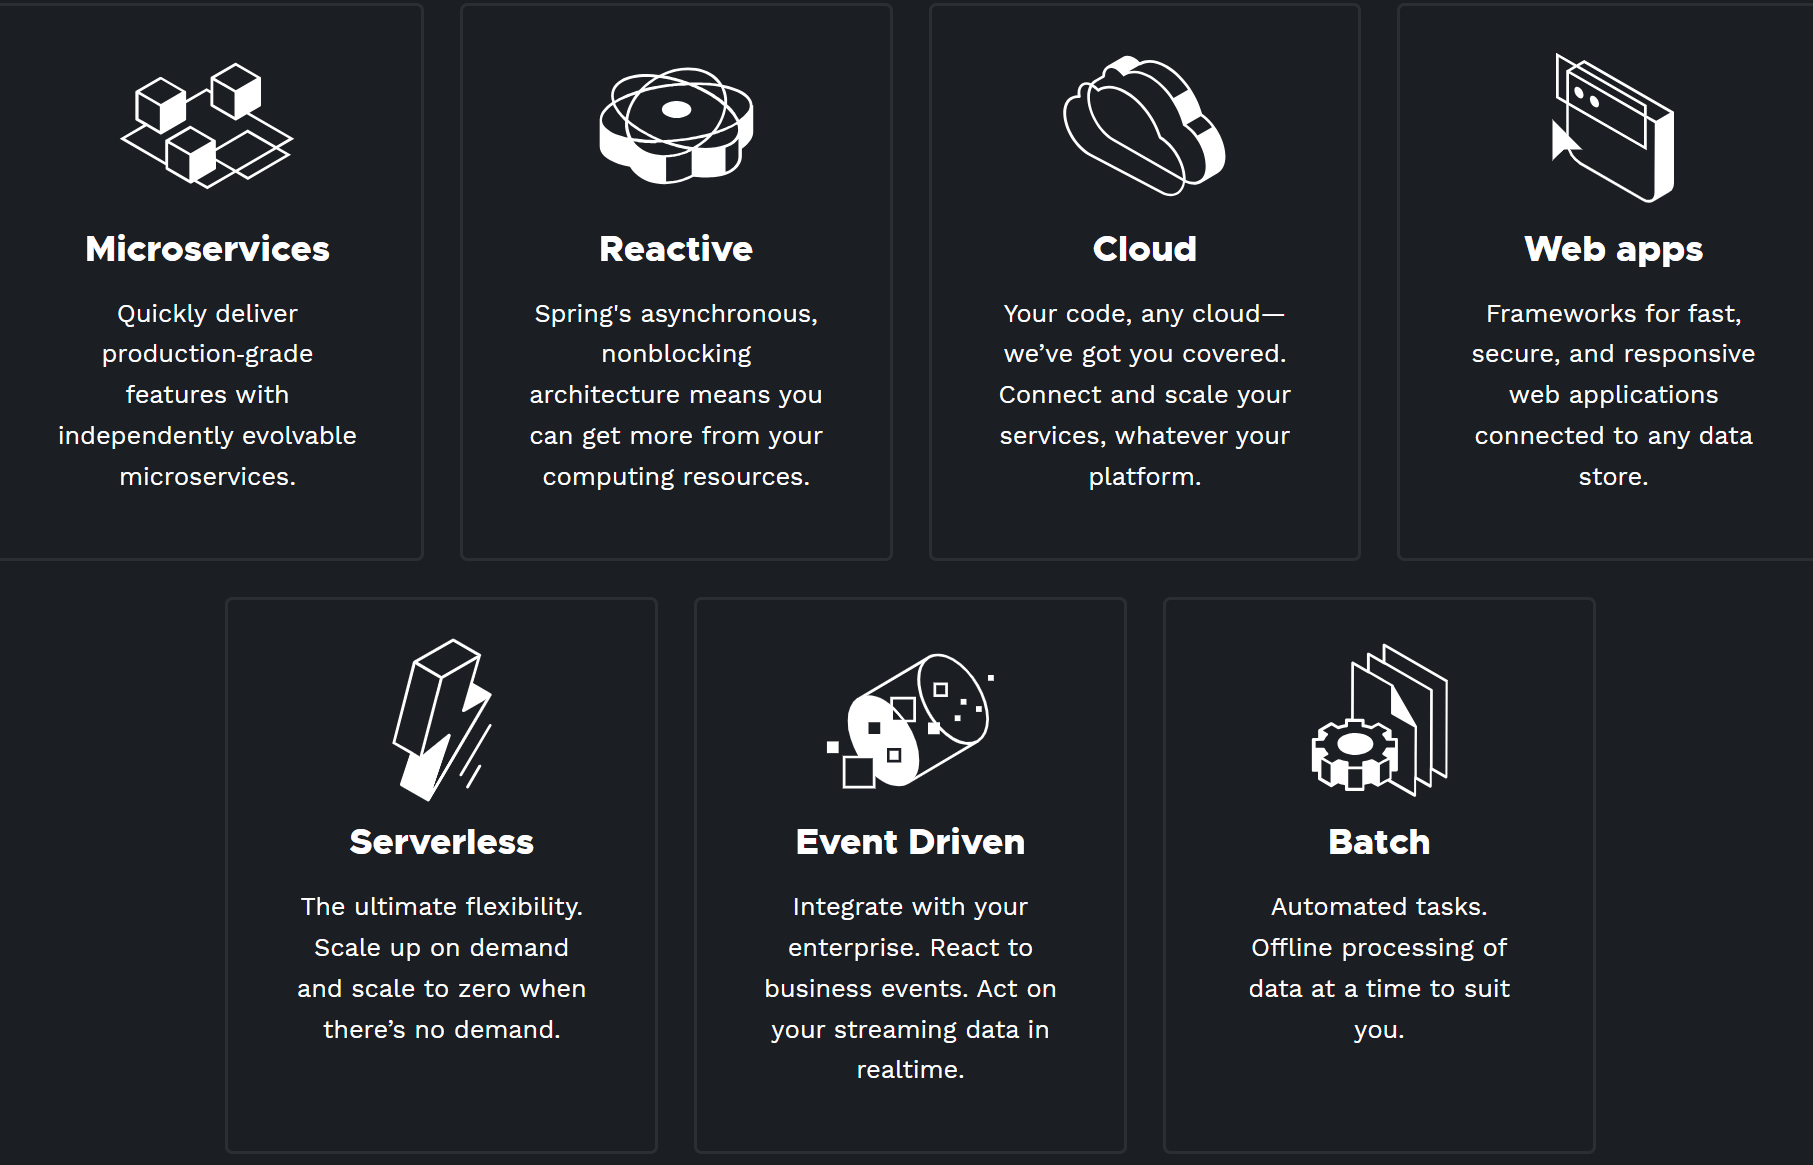 Microservices
Quickly deliver
production-grade
features with
independently evolvable
microservices.
Reactive
Spring's asynchronous,
nonblocking
architecture means you
can get more from your
computing resources.
Cloud
Your code, any cloud—
we’ve got you covered.
Connect and scale your
services, whatever your
platform.
Web apps
Frameworks for fast,
secure, and responsive
web applications
connected to any data
store.
Serverless
The ultimate flexibility.
Scale up on demand
and scale to zero when
there’s no demand.
Event Driven
Integrate with your
enterprise. React to
business events. Act on
your streaming data in
realtime.
Batch
Automated tasks.
Offline processing of
data at a time to suit
you.